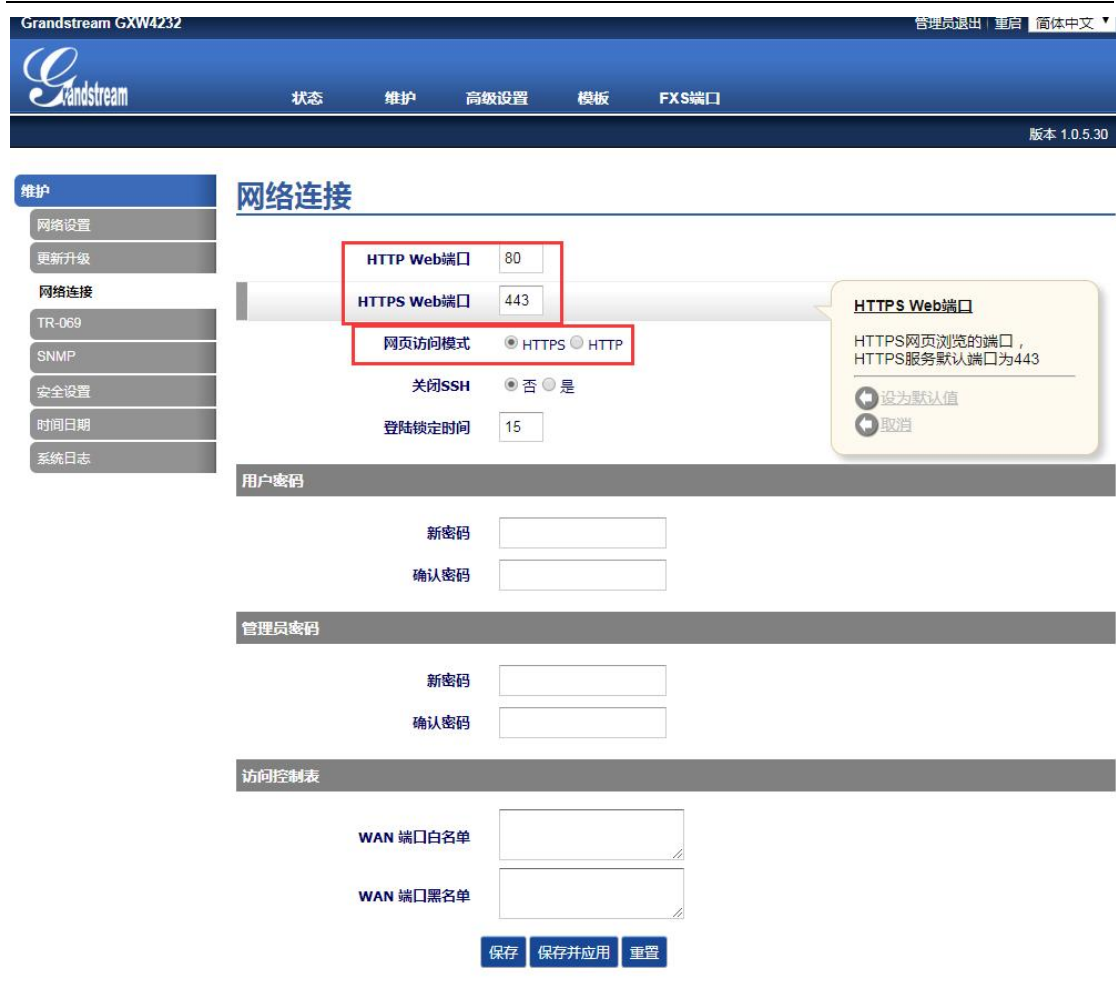 Grandstream GXW4232
管理员退出 | 重启 简体中文
Grandstream
状态 维护 高级设置 模板 FXS端口
版本 1.0.5.30
维护
网络设置
更新升级
网络连接
TR-069
SNMP
安全设置
时间日期
系统日志
网络连接
HTTP Web端口 80
HTTPS Web端口 443
网页访问模式 HTTPS HTTP
关闭SSH 否 是
登陆锁定时间 15
HTTPS Web端口
HTTPS网页浏览的端口,
HTTPS服务默认端口为443
设为默认值
取消
用户密码
新密码
确认密码
管理员密码
新密码
确认密码
访问控制表
WAN 端口白名单
WAN 端口黑名单
保存 保存并应用 重置